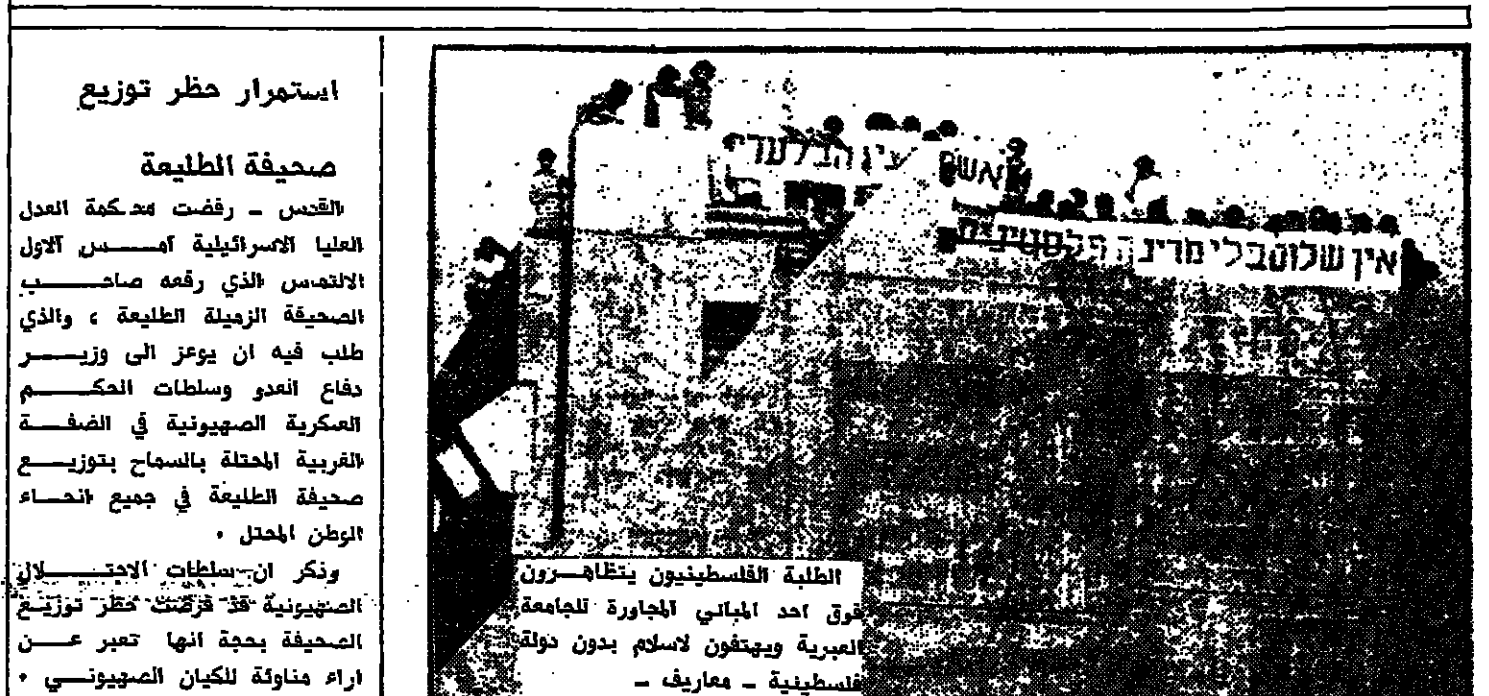 استمرار حظر توزيع
صحيفة الطليعة
القدس - رفضت محكمة العدل
العليا الاسرائيلية أمس الاول
الالتماس الذي رفعه صاحب
الصحيفة الزميلة الطليعة ، والذي
طلب فيه ان يوعز الى وزير
دفاع العدو وسلطات الحكم
العسكرية الصهيونية في الضفة
الغربية المحتلة بالسماح بتوزيع
صحيفة الطليعة في جميع انحاء
الوطن المحتل .
وذكر ان سلطات الاحتلال
الصهيونية قد فرضت حظر توزيع
الصحيفة بحجة انها تعبر عن
اراء مناوئة للكيان الصهيوني .
אין שלום בלי מדינה פלסטינית
الطلبة الفلسطينيون يتظاهرون
فوق احد المباني المجاورة للجامعة
العبرية ويهتفون لاسلام بدون دولة
فلسطينية - معاريف -